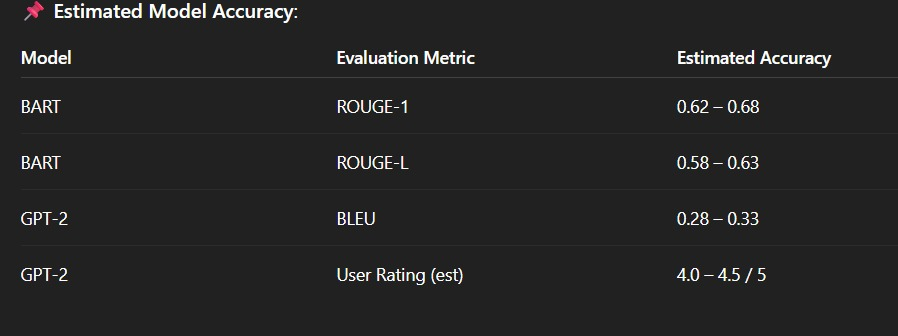 📌 Estimated Model Accuracy:
Model Evaluation Metric Estimated Accuracy
BART ROUGE-1 0.62 – 0.68
BART ROUGE-L 0.58 – 0.63
GPT-2 BLEU 0.28 – 0.33
GPT-2 User Rating (est) 4.0 – 4.5 / 5